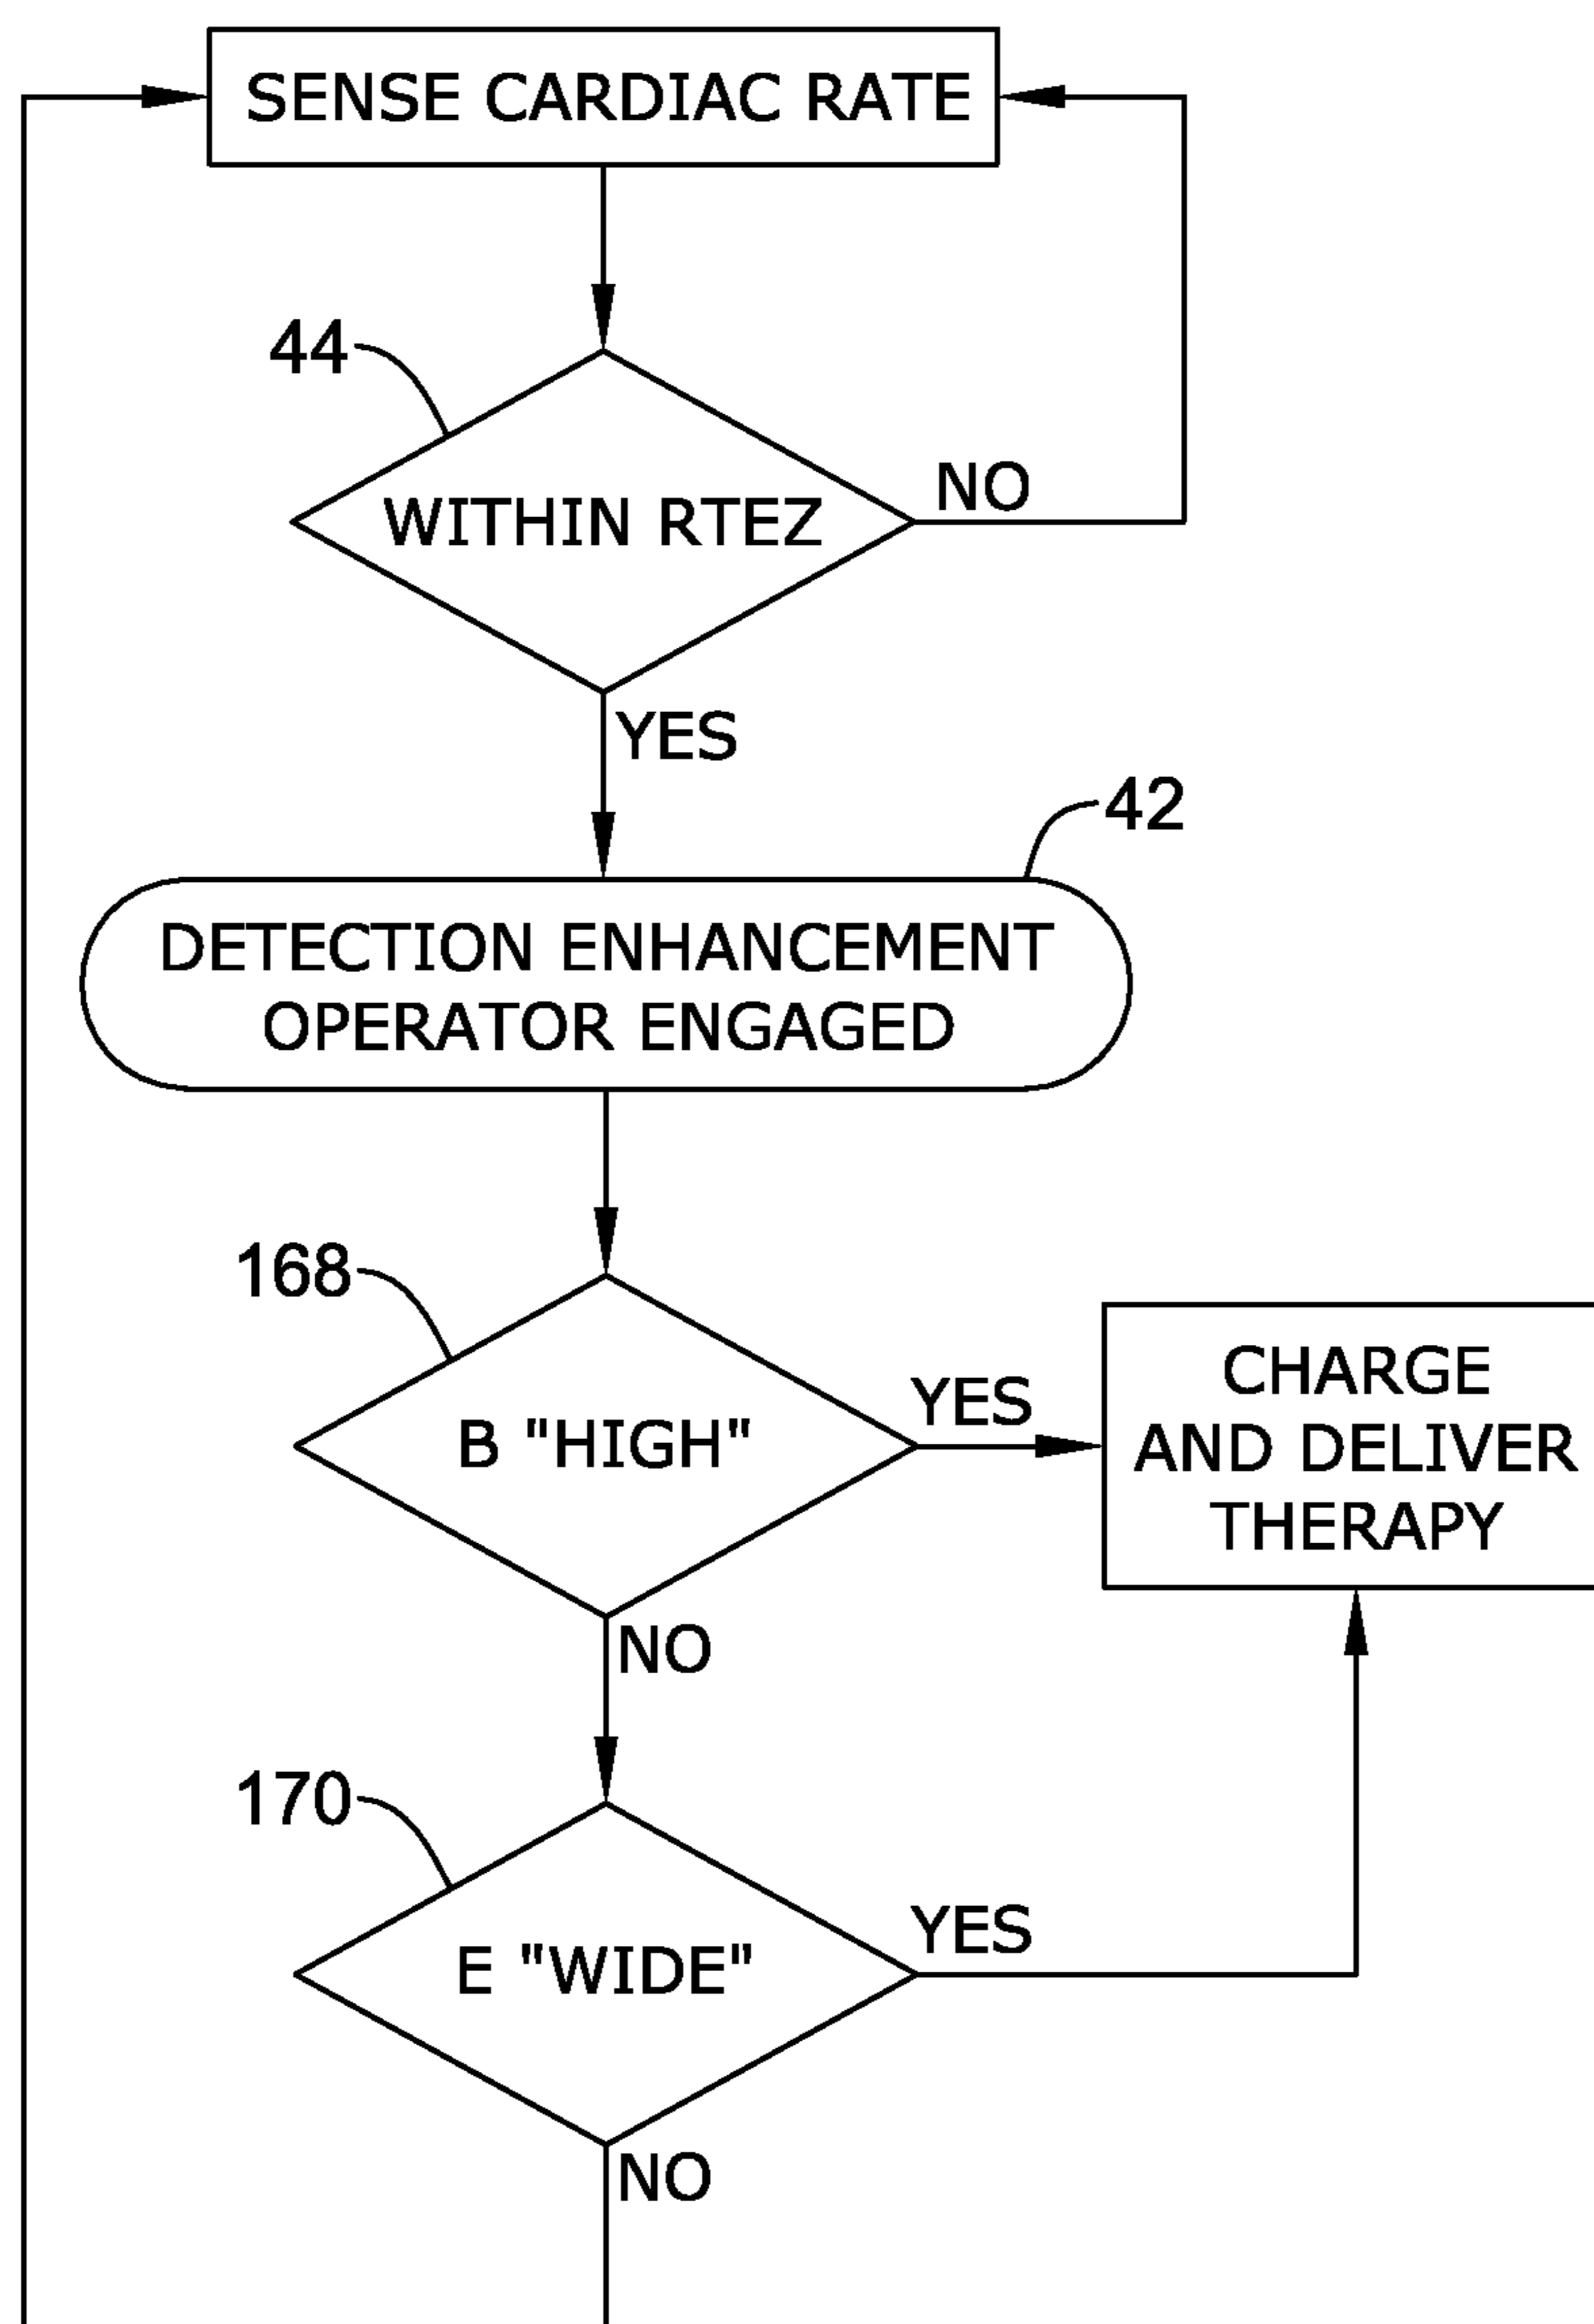 SENSE CARDIAC RATE
44
WITHIN RTEZ
NO
YES
42
DETECTION ENHANCEMENT
OPERATOR ENGAGED
168
B "HIGH"
YES
CHARGE
AND DELIVER
THERAPY
NO
170
E "WIDE"
YES
NO